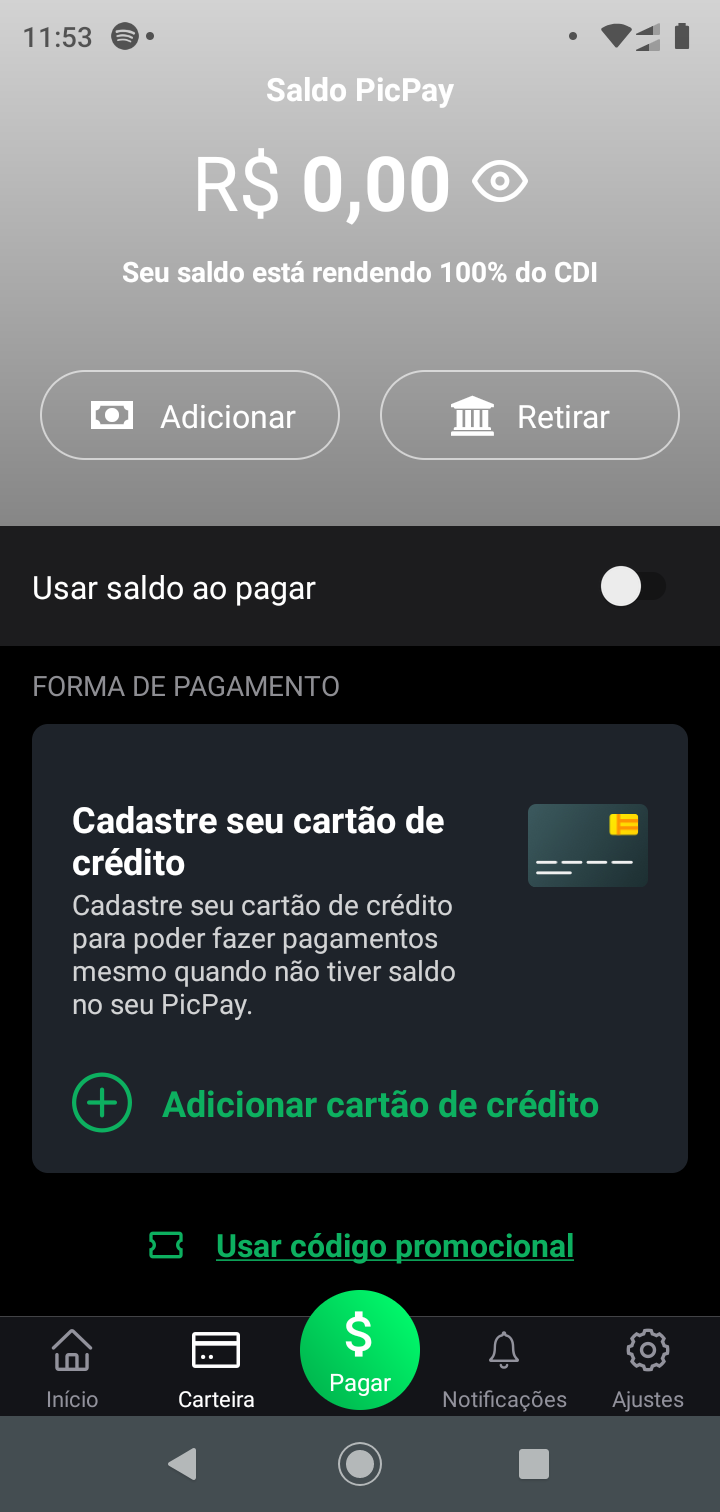 11:53
Saldo PicPay
R$ 0,00
Seu saldo está rendendo 100% do CDI
Adicionar
Retirar
Usar saldo ao pagar
FORMA DE PAGAMENTO
Cadastre seu cartão de
crédito
Cadastre seu cartão de crédito
para poder fazer pagamentos
mesmo quando não tiver saldo
no seu PicPay.
Adicionar cartão de crédito
Usar código promocional
Início
Carteira
$
Pagar
Notificações
Ajustes